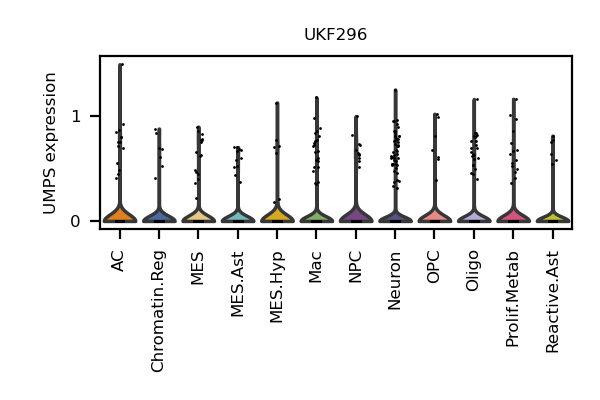 UKF296
UMPS expression
1
0
AC
Chromatin.Reg
MES
MES.Ast
MES.Hyp
Mac
NPC
Neuron
OPC
Oligo
Prolif.Metab
Reactive.Ast